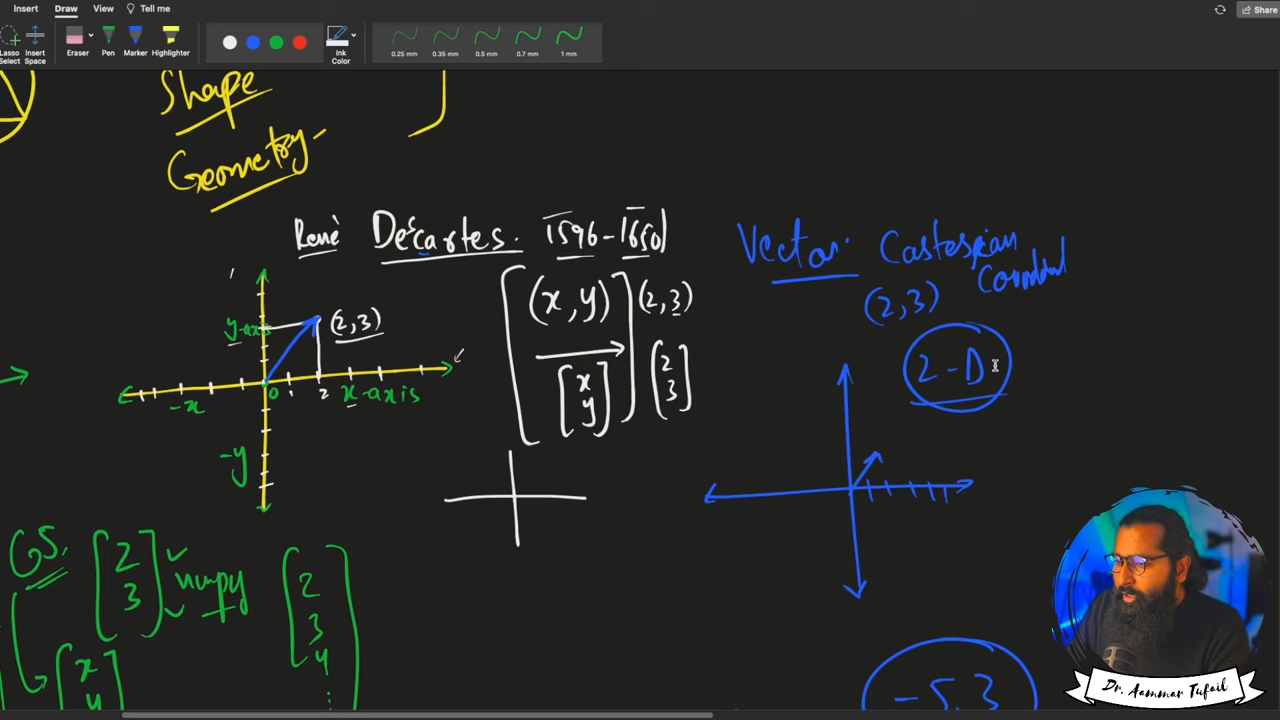 Insert Draw View Tell me
Share
Lasso Select
Insert Space
Eraser
Pen
Marker
Highlighter
Ink Color
0.25 mm
0.35 mm
0.5 mm
0.7 mm
1 mm
Shape
Geometry
René Descartes. 1596-1650
y-axis
(2,3)
0
1
2
x-axis
-x
-y
(x,y) (2,3)
[x
y]
[2
3]
Vector: Cartesian
(2,3)
2-D
GS.
[2
3] numpy
[x
y]
2
3
4
⋮
-5,3
Dr. Aammar Tufail